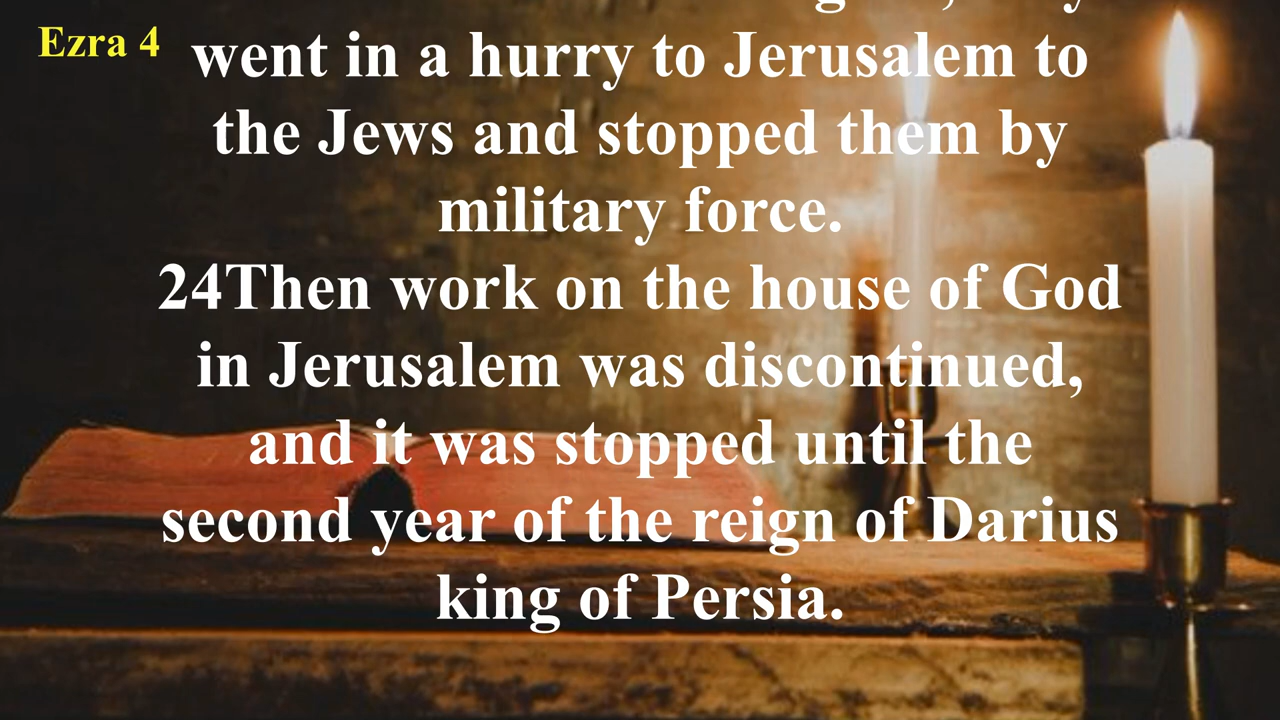 Ezra 4
went in a hurry to Jerusalem to
the Jews and stopped them by
military force.
24Then work on the house of God
in Jerusalem was discontinued,
and it was stopped until the
second year of the reign of Darius
king of Persia.